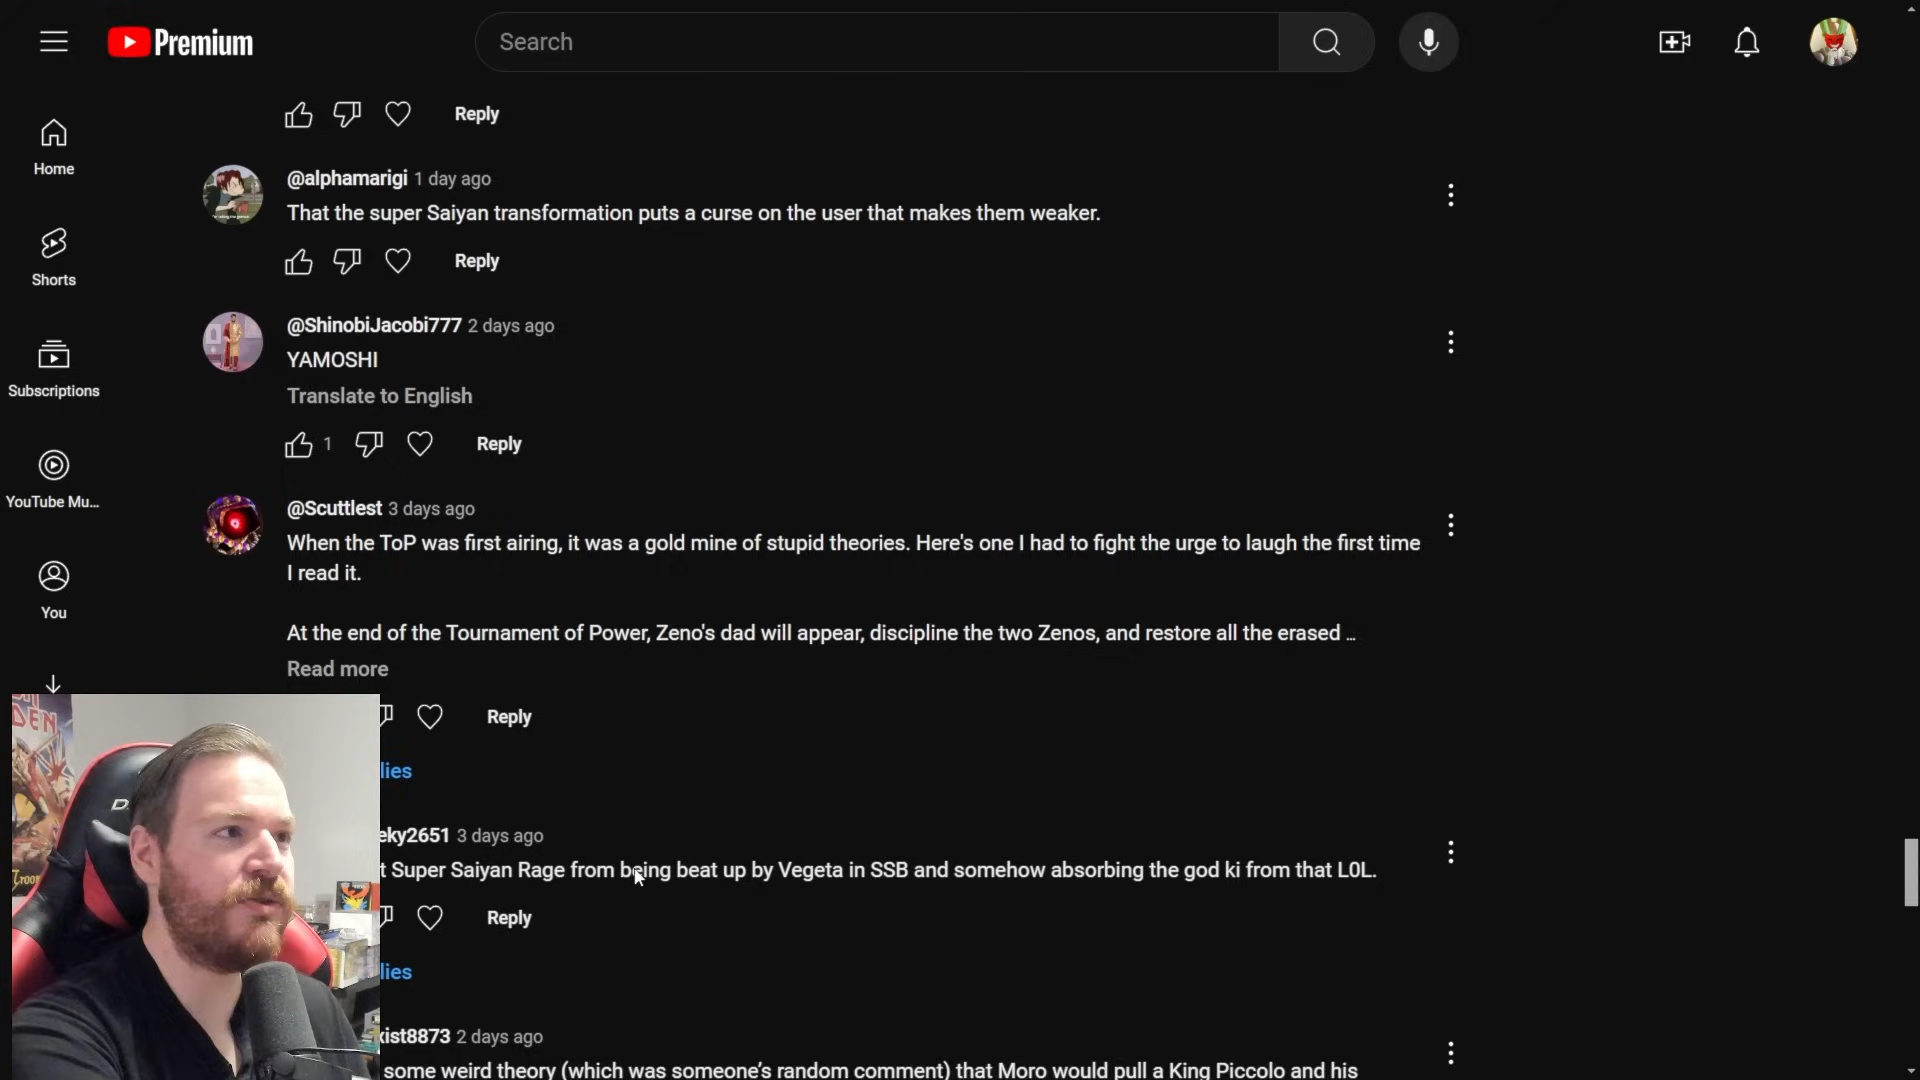 Premium
Search
Reply
Home
@alphamarigi 1 day ago
That the super Saiyan transformation puts a curse on the user that makes them weaker.
Reply
Shorts
@ShinobiJacobi777 2 days ago
YAMOSHI
Translate to English
1 Reply
Subscriptions
YouTube Mu...
@Scuttlest 3 days ago
When the ToP was first airing, it was a gold mine of stupid theories. Here's one I had to fight the urge to laugh the first time
I read it.
At the end of the Tournament of Power, Zeno's dad will appear, discipline the two Zenos, and restore all the erased ...
Read more
You
Reply
lies
eky2651 3 days ago
t Super Saiyan Rage from being beat up by Vegeta in SSB and somehow absorbing the god ki from that L0L.
Reply
lies
xist8873 2 days ago
some weird theory (which was someone's random comment) that Moro would pull a King Piccolo and his
DEN